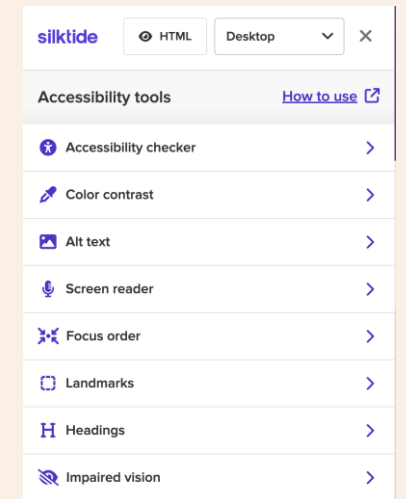 silktide HTML Desktop
Accessibility tools How to use
Accessibility checker
Color contrast
Alt text
Screen reader
Focus order
Landmarks
Headings
Impaired vision